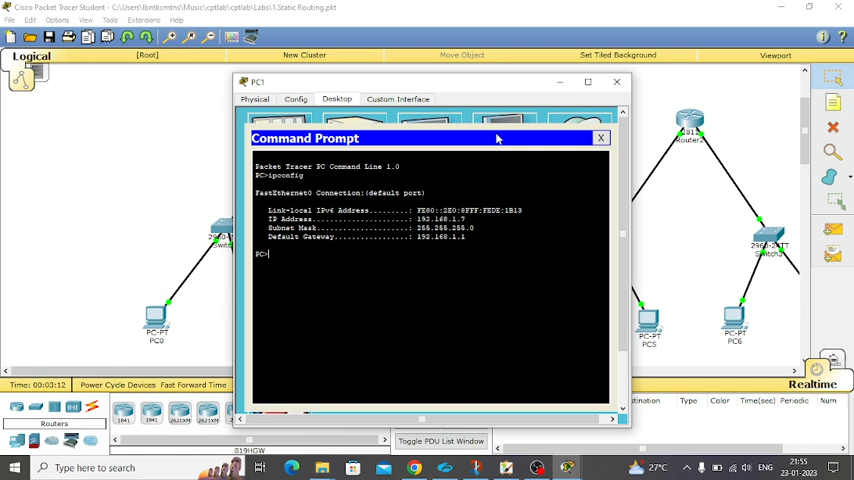 Cisco Packet Tracer Student - C:\Users\lbntkcmtns\Music\cptlab\Labs\1.Static Routing.pkt
File Edit Options View Tools Extensions Help
Logical [Root] New Cluster Move Object Set Tiled Background Viewport
PC1
Physical Config Desktop Custom Interface
Command Prompt X
Packet Tracer PC Command Line 1.0
PC>ipconfig
FastEthernet0 Connection:(default port)
Link-local IPv6 Address.........: FE80::2E0:8FFF:FEDE:1B13
IP Address......................: 192.168.1.7
Subnet Mask.....................: 255.255.255.0
Default Gateway.................: 192.168.1.1
PC>
2811
Router2
2960-24TT
Switch3
PC-PT
PC0
PC-PT
PC5
PC-PT
PC6
Time: 00:03:12 Power Cycle Devices Fast Forward Time
Realtime
Routers
1841 1941 2620XM 2621XM
819HGW
Toggle PDU List Window
Type Color Time(sec) Periodic Num
Type here to search
27°C
ENG
21:55
23-01-2023